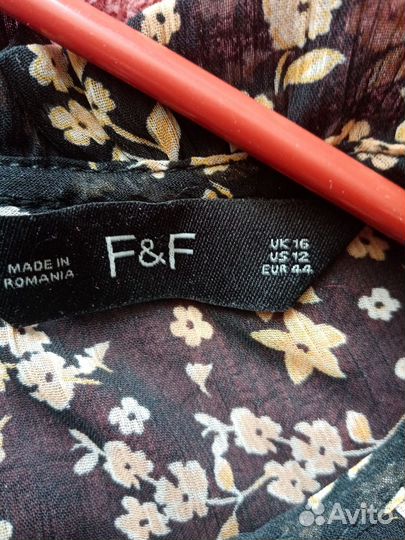 MADE IN
ROMANIA
F&F
UK 16
US 12
EUR 44
Avito